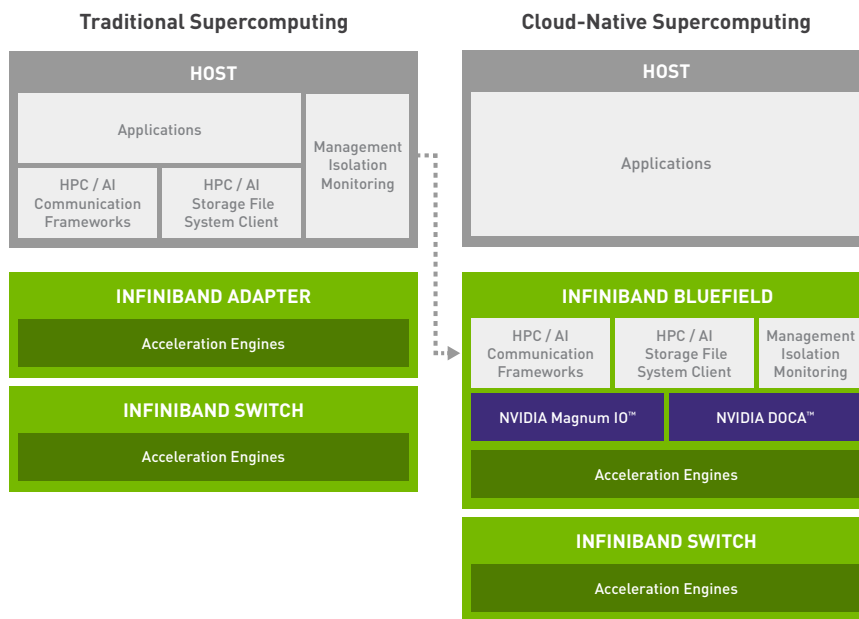 Traditional Supercomputing
HOST
Applications
HPC / AI
Communication
Frameworks
HPC / AI
Storage File
System Client
Management
Isolation
Monitoring
INFINIBAND ADAPTER
Acceleration Engines
INFINIBAND SWITCH
Acceleration Engines
Cloud-Native Supercomputing
HOST
Applications
INFINIBAND BLUEFIELD
HPC / AI
Communication
Frameworks
HPC / AI
Storage File
System Client
Management
Isolation
Monitoring
NVIDIA Magnum IO™
NVIDIA DOCA™
Acceleration Engines
INFINIBAND SWITCH
Acceleration Engines